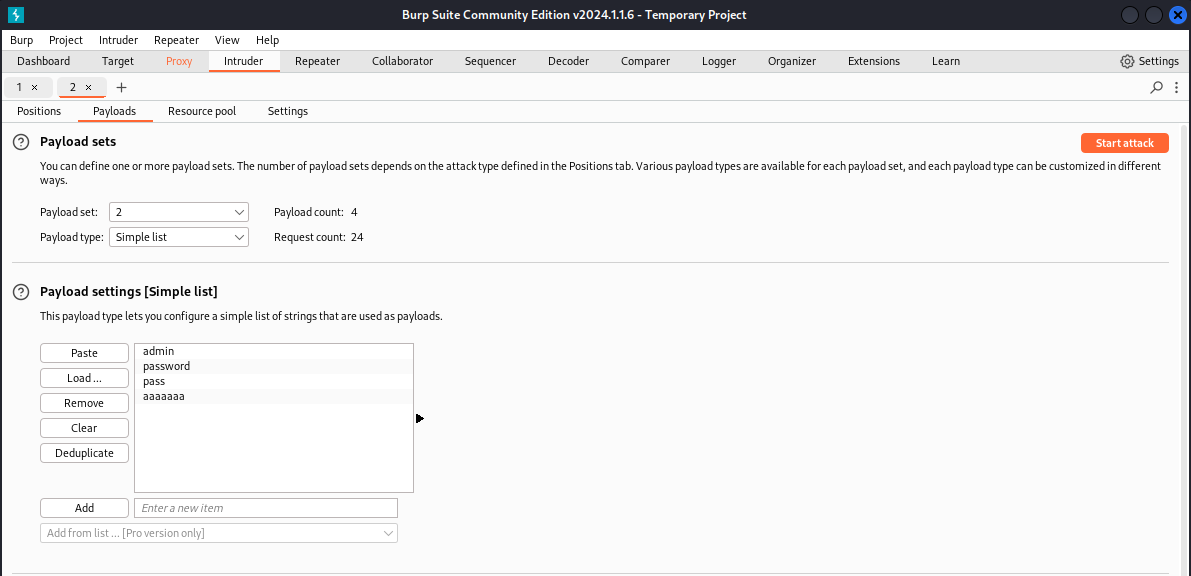 Burp Suite Community Edition v2024.1.1.6 - Temporary Project
Burp Project Intruder Repeater View Help
Dashboard Target Proxy Intruder Repeater Collaborator Sequencer Decoder Comparer Logger Organizer Extensions Learn Settings
1 × 2 × +
Positions Payloads Resource pool Settings
? Payload sets
Start attack
You can define one or more payload sets. The number of payload sets depends on the attack type defined in the Positions tab. Various payload types are available for each payload set, and each payload type can be customized in different
ways.
Payload set: 2 Payload count: 4
Payload type: Simple list Request count: 24
? Payload settings [Simple list]
This payload type lets you configure a simple list of strings that are used as payloads.
Paste
Load ...
Remove
Clear
Deduplicate
admin
password
pass
aaaaaaa
Add Enter a new item
Add from list ... [Pro version only]